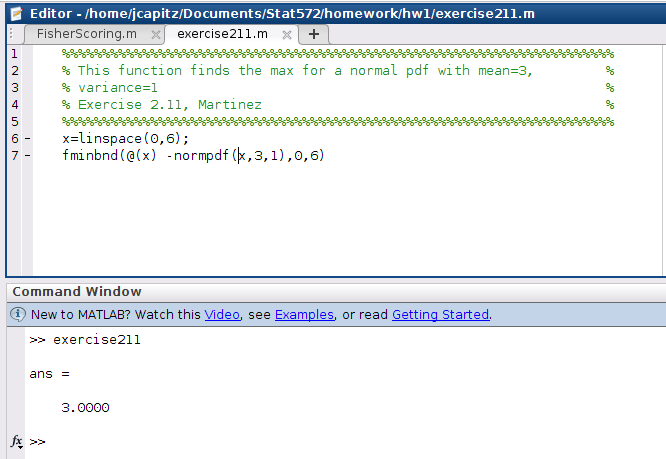 Editor - /home/jcapitz/Documents/Stat572/homework/hw1/exercise211.m
FisherScoring.m × exercise211.m × +
1 %%%%%%%%%%%%%%%%%%%%%%%%%%%%%%%%%%%%%%%%%%%%%%%%%%%%%%%%%%%%%%%%%%%%%%
2 % This function finds the max for a normal pdf with mean=3, %
3 % variance=1 %
4 % Exercise 2.11, Martinez %
5 %%%%%%%%%%%%%%%%%%%%%%%%%%%%%%%%%%%%%%%%%%%%%%%%%%%%%%%%%%%%%%%%%%%%%%
6 - x=linspace(0,6);
7 - fminbnd(@(x) -normpdf(x,3,1),0,6)
Command Window
New to MATLAB? Watch this Video, see Examples, or read Getting Started.
>> exercise211
ans =
3.0000
fx >>